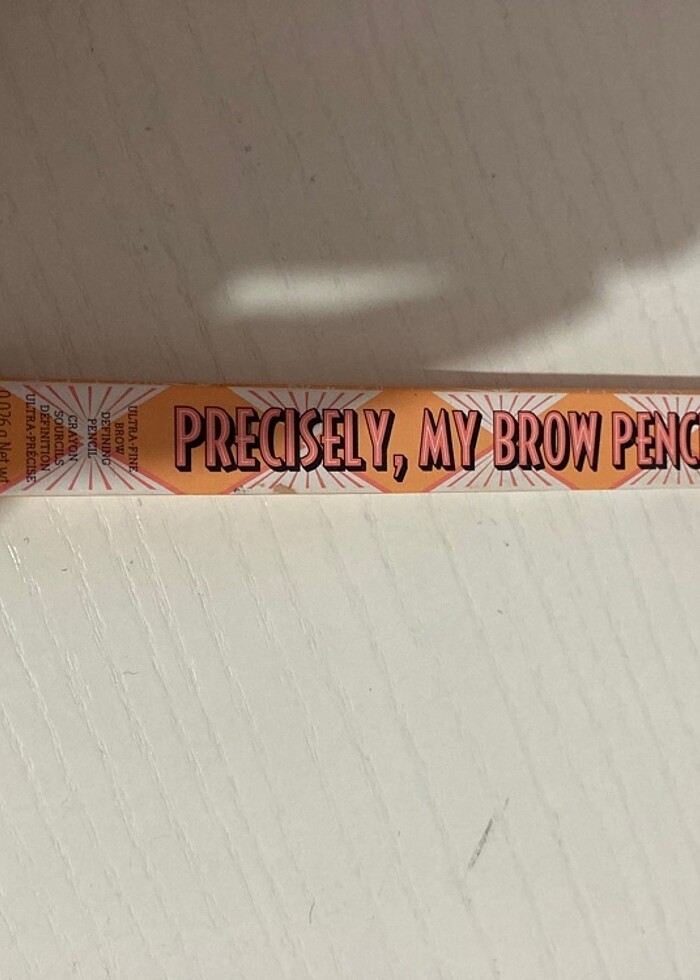 PRECISELY, MY BROW PENC
ULTRA-FINE
BROW
DEFINING
PENCIL
CRAYON
SOURCILS
DÉFINITION
ULTRA-PRÉCISE